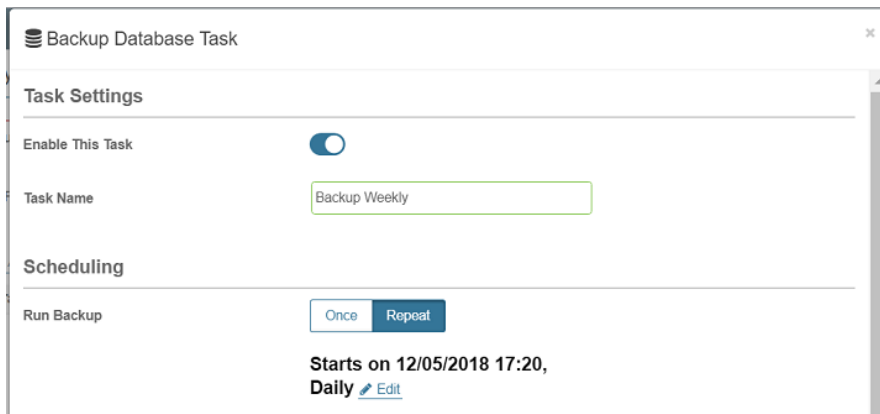 Backup Database Task
×
Task Settings
Enable This Task
Task Name
Backup Weekly
Scheduling
Run Backup
Once Repeat
Starts on 12/05/2018 17:20,
Daily Edit